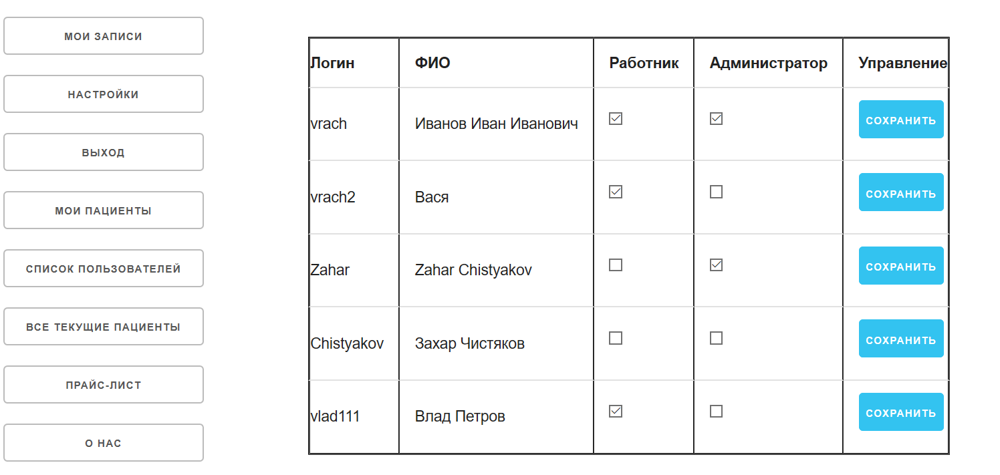 МОИ ЗАПИСИ
НАСТРОЙКИ
ВЫХОД
МОИ ПАЦИЕНТЫ
СПИСОК ПОЛЬЗОВАТЕЛЕЙ
ВСЕ ТЕКУЩИЕ ПАЦИЕНТЫ
ПРАЙС-ЛИСТ
О НАС
Логин ФИО Работник Администратор Управление
vrach Иванов Иван Иванович СОХРАНИТЬ
vrach2 Вася СОХРАНИТЬ
Zahar Zahar Chistyakov СОХРАНИТЬ
Chistyakov Захар Чистяков СОХРАНИТЬ
vlad111 Влад Петров СОХРАНИТЬ